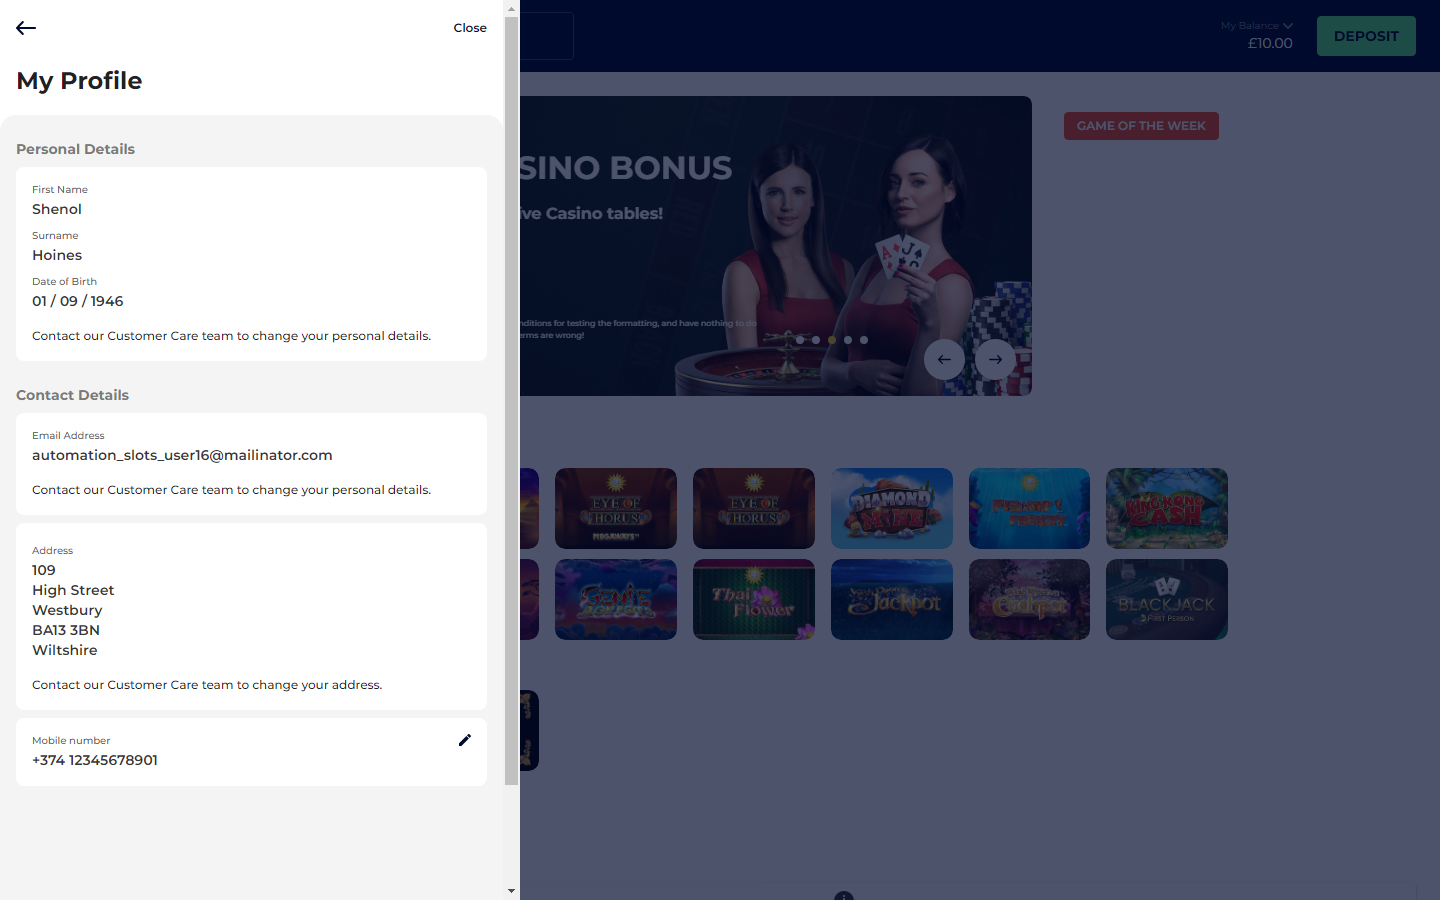 Close
My Profile
Personal Details
First Name
Shenol
Surname
Hoines
Date of Birth
01 / 09 / 1946
Contact our Customer Care team to change your personal details.
Contact Details
Email Address
automation_slots_user16@mailinator.com
Contact our Customer Care team to change your personal details.
Address
109
High Street
Westbury
BA13 3BN
Wiltshire
Contact our Customer Care team to change your address.
Mobile number
+374 12345678901
My Balance
£10.00
DEPOSIT
SINO BONUS
ive Casino tables!
nditions for testing the formatting, and have nothing to do
erms are wrong!
GAME OF THE WEEK
EYE OF
HORUS
MEGAWAYS
EYE OF
HORUS
DIAMOND
MINE
FISHIN'
KING KONG
CASH
GENIE
JACKPOTS
Thai
Flower
Jackpot
BLACKJACK
FIRST PERSON